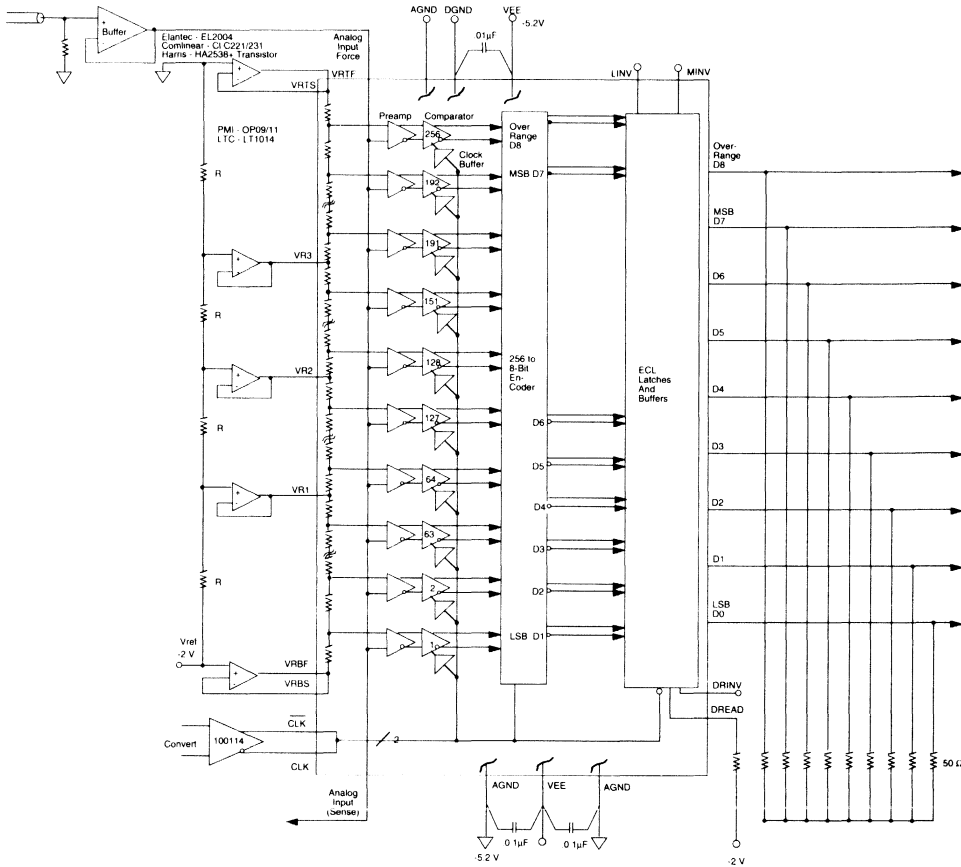 Buffer
Elantec - EL2004
Comlinear - CLC221/231
Harris - HA2538+ Transistor
Analog
Input
Force
AGND
DGND
VEE
-5.2V
.01µF
LINV
MINV
VRTF
VRTS
PMI - OP09/11
LTC - LT1014
Preamp
Comparator
256
Clock
Buffer
Over
Range
D8
MSB D7
192
191
151
128
127
64
63
2
1
R
VR3
R
VR2
R
VR1
R
256 to
8-Bit
En-
Coder
D6
D5
D4
D3
D2
LSB D1
ECL
Latches
And
Buffers
Over-
Range
D8
MSB
D7
D6
D5
D4
D3
D2
D1
LSB
D0
Vref
-2 V
VRBF
VRBS
DRINV
DREAD
Convert
100114
CLK
CLK
2
50 Ω
AGND
VEE
AGND
Analog
Input
(Sense)
0 1µF
0 1µF
-5.2 V
-2 V